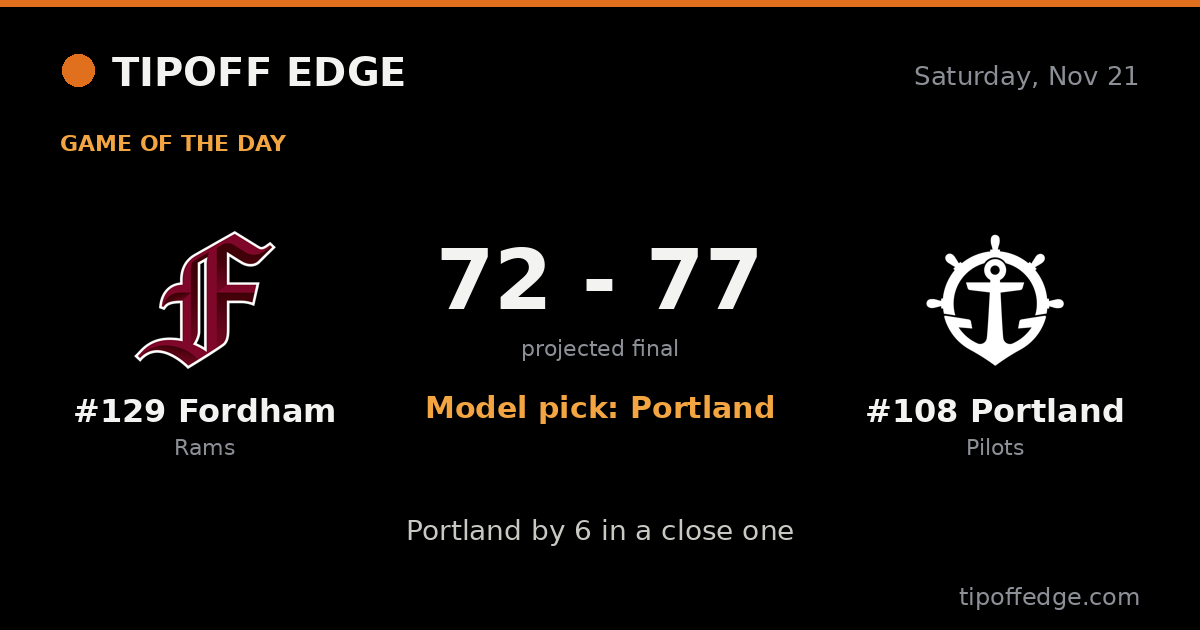 TIPOFF EDGE
Saturday, Nov 21
GAME OF THE DAY
F
72 - 77
projected final
Model pick: Portland
#129 Fordham
Rams
#108 Portland
Pilots
Portland by 6 in a close one
tipoffedge.com